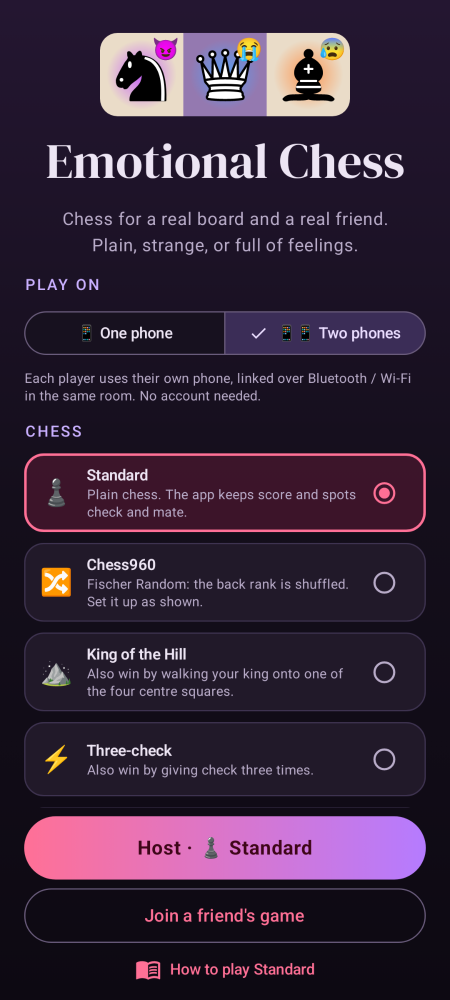 Emotional Chess
Chess for a real board and a real friend.
Plain, strange, or full of feelings.
PLAY ON
One phone
Two phones
Each player uses their own phone, linked over Bluetooth / Wi-Fi
in the same room. No account needed.
CHESS
Standard
Plain chess. The app keeps score and spots
check and mate.
Chess960
Fischer Random: the back rank is shuffled.
Set it up as shown.
King of the Hill
Also win by walking your king onto one of
the four centre squares.
Three-check
Also win by giving check three times.
Host · ♟ Standard
Join a friend's game
How to play Standard